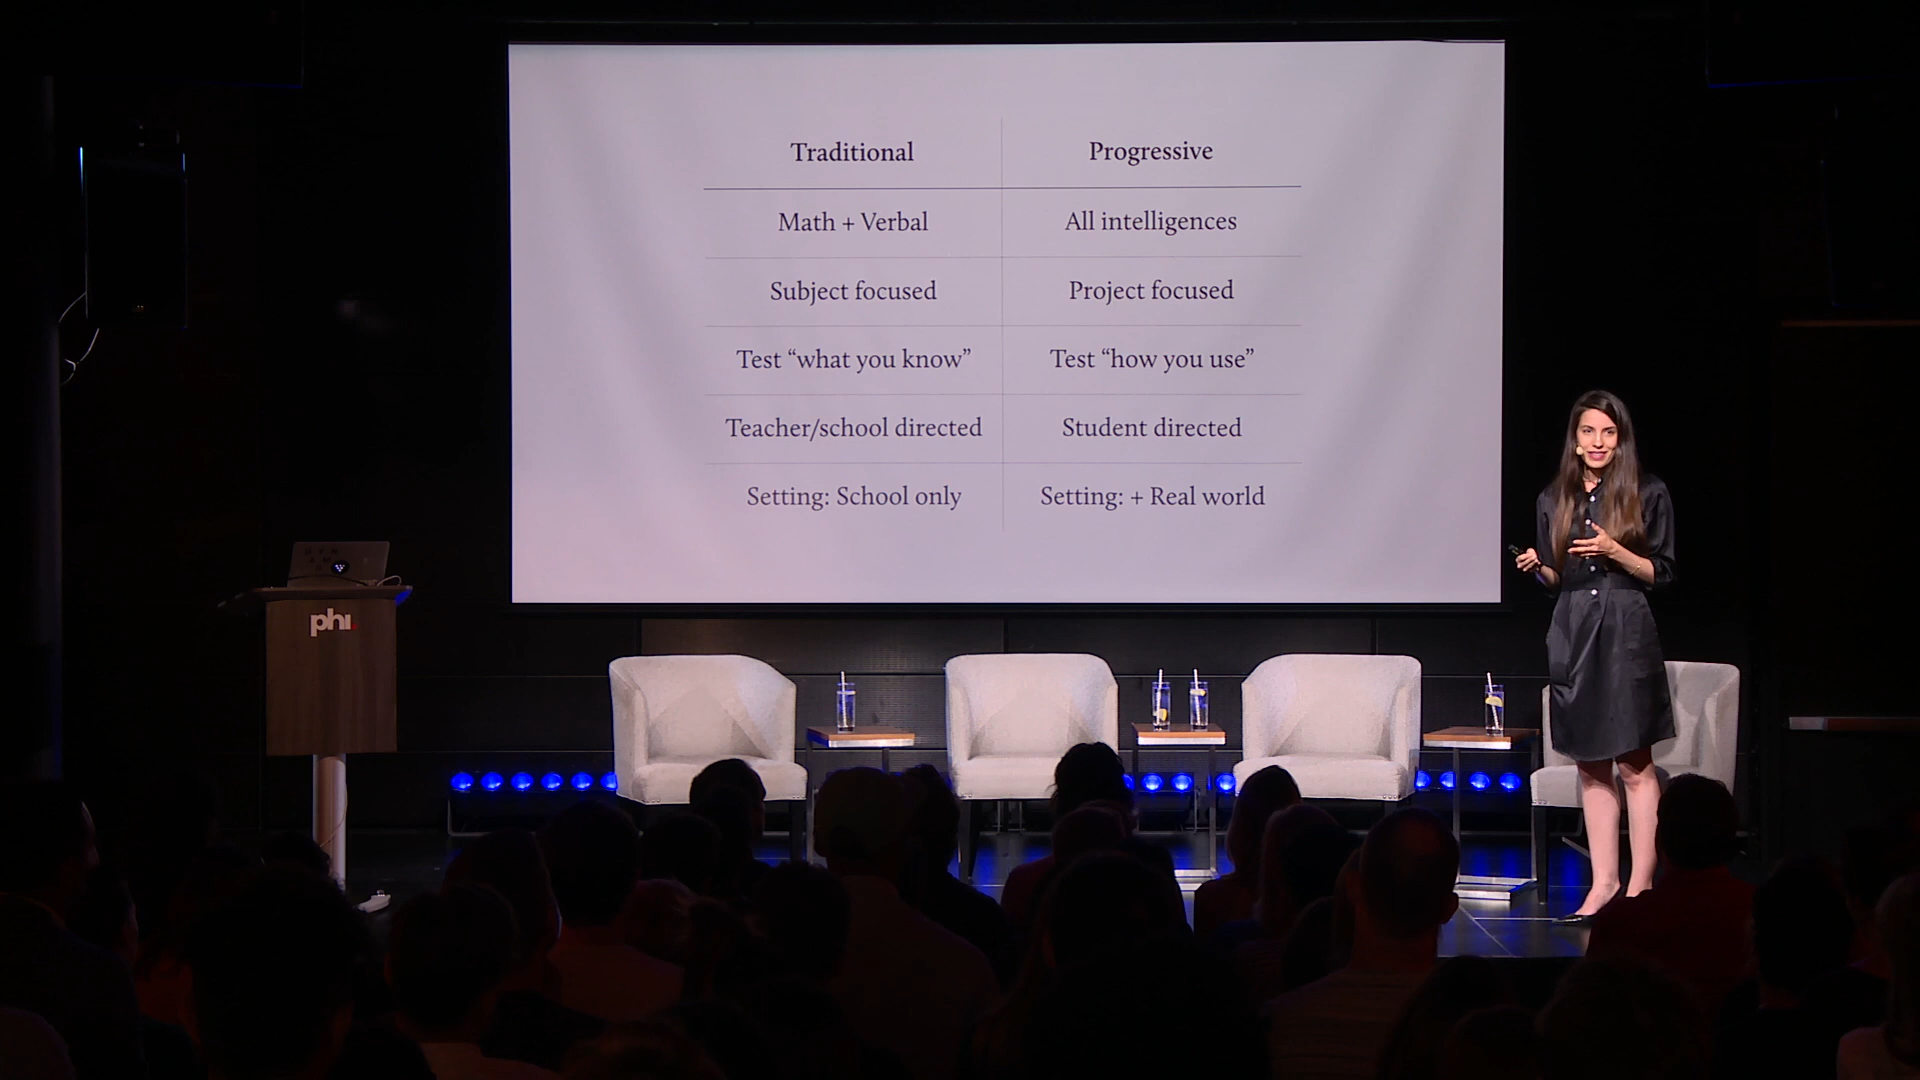 Traditional Progressive
Math + Verbal All intelligences
Subject focused Project focused
Test “what you know” Test “how you use”
Teacher/school directed Student directed
Setting: School only Setting: + Real world
phi.